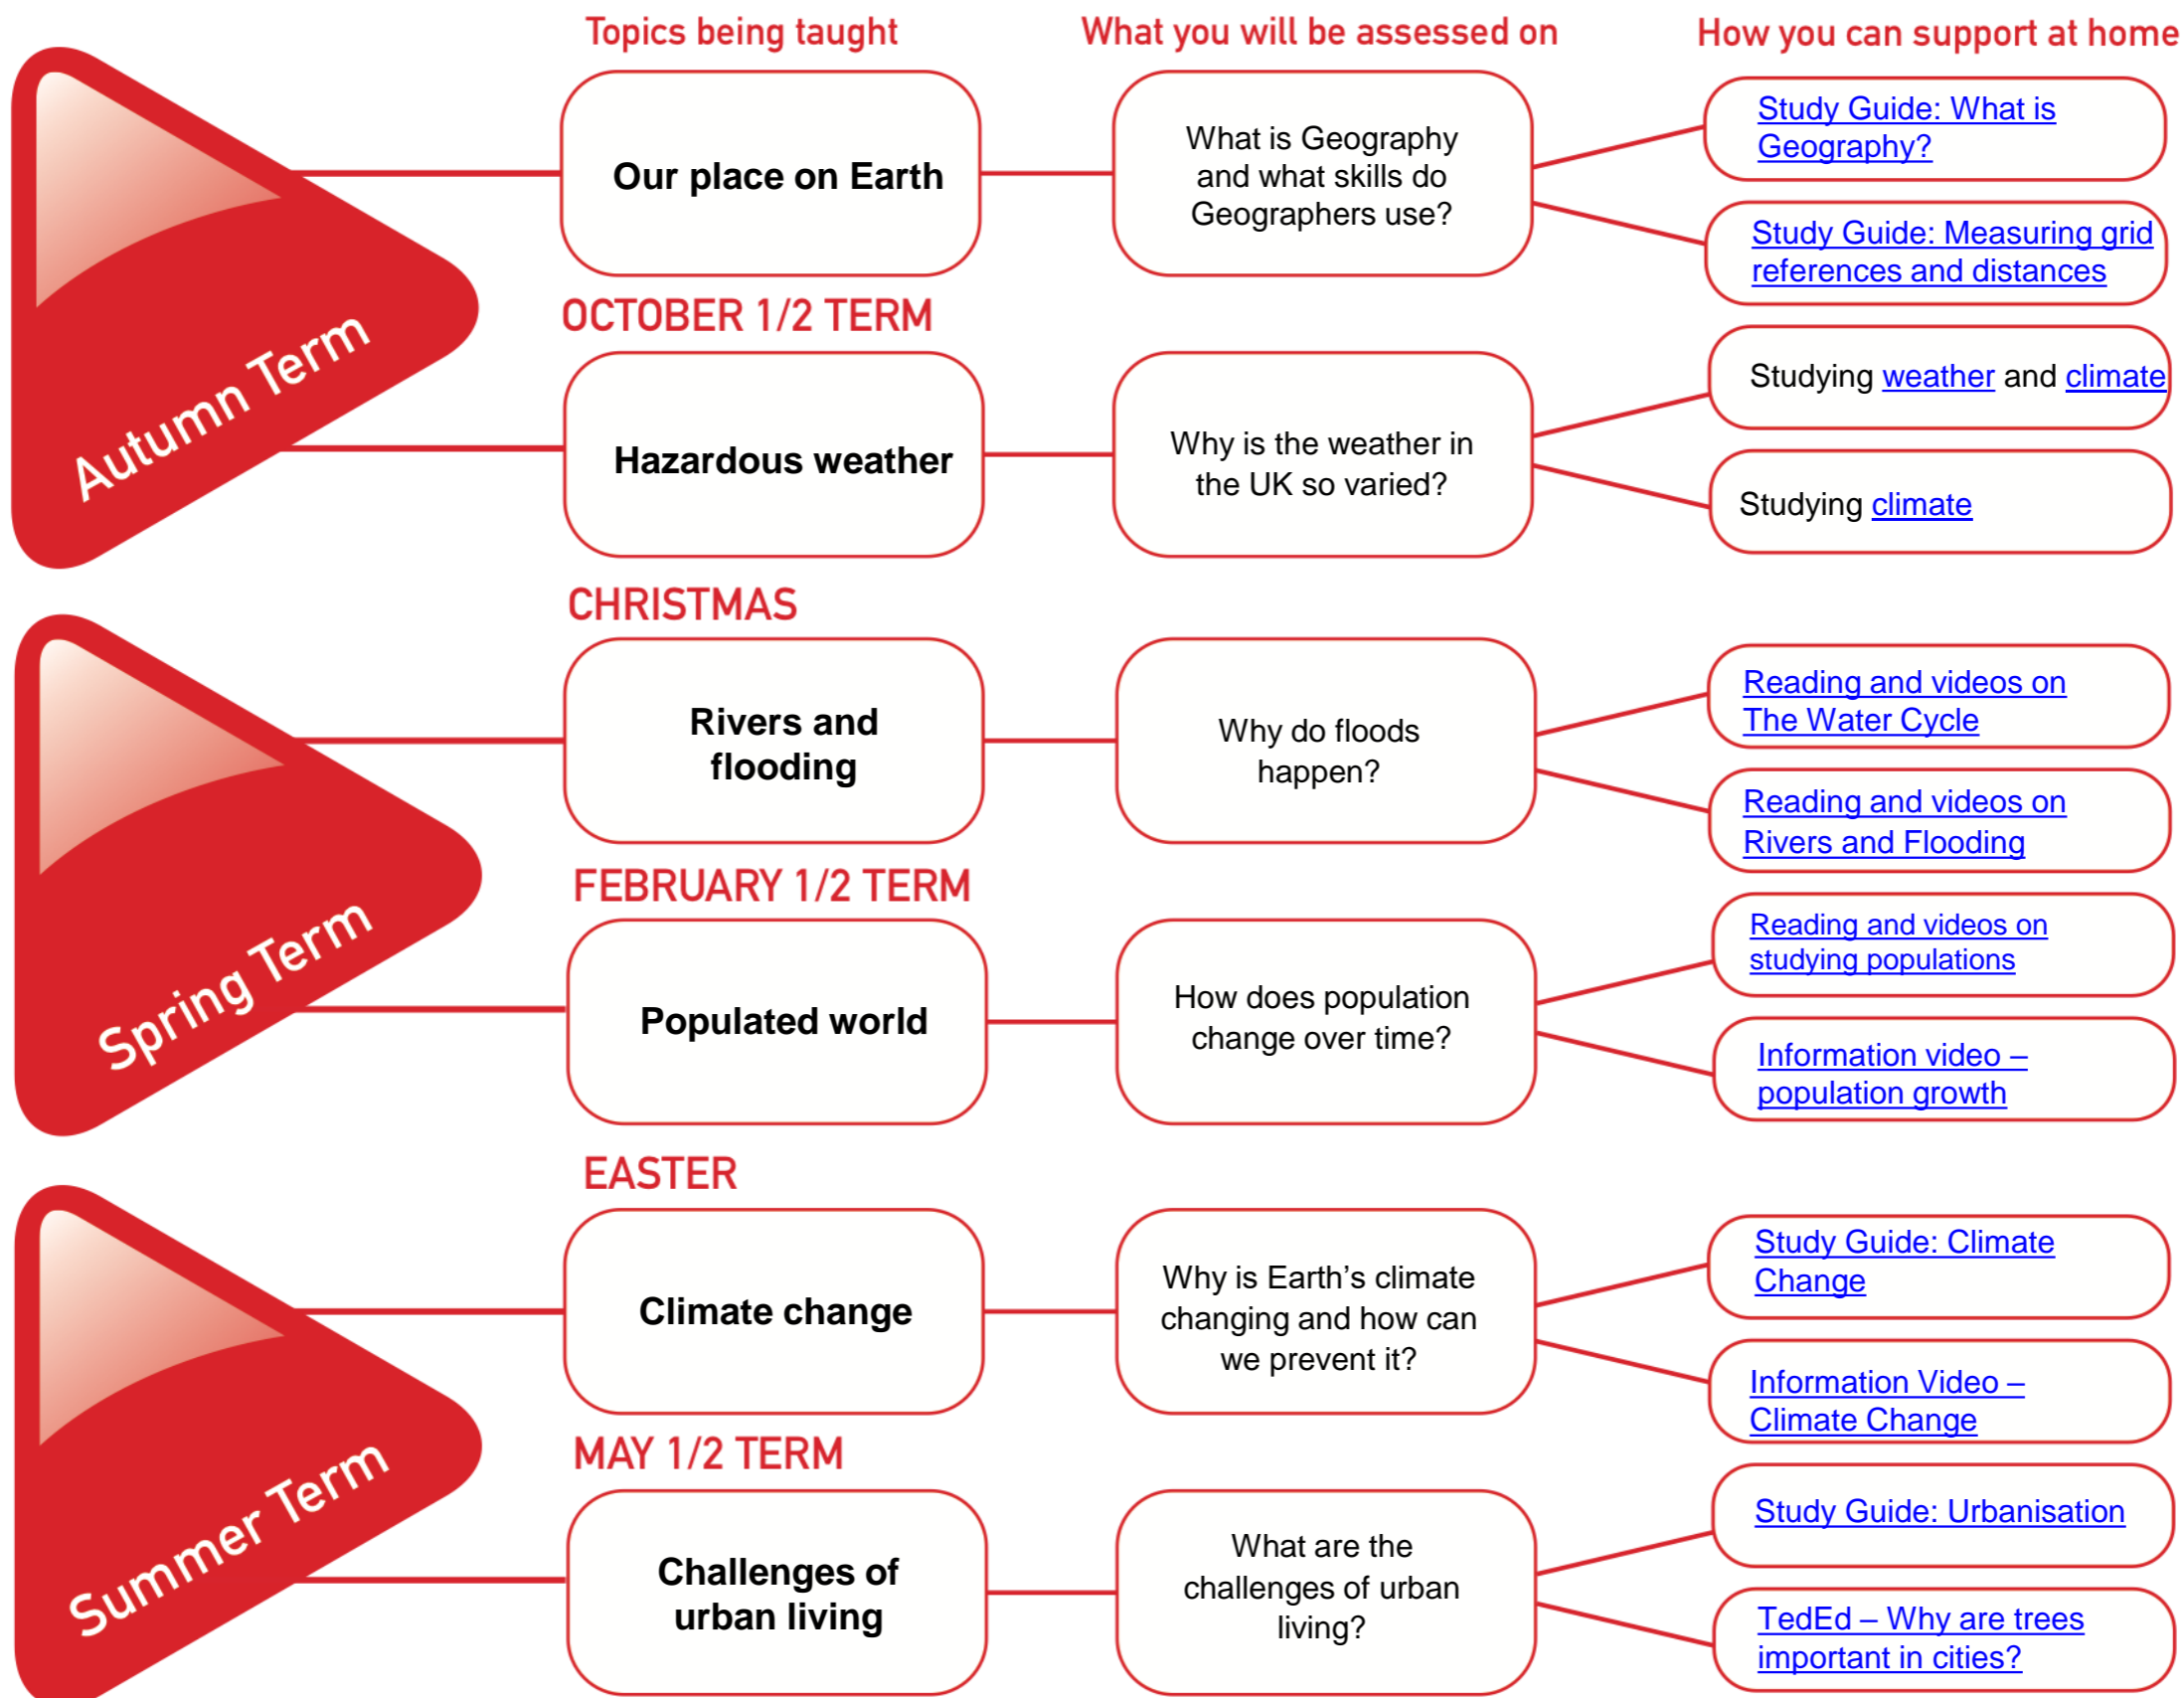 Topics being taught
What you will be assessed on
How you can support at home
Autumn Term
Our place on Earth
What is Geography
and what skills do
Geographers use?
Study Guide: What is
Geography?
Study Guide: Measuring grid
references and distances
OCTOBER 1/2 TERM
Hazardous weather
Why is the weather in
the UK so varied?
Studying weather and climate
Studying climate
CHRISTMAS
Spring Term
Rivers and
flooding
Why do floods
happen?
Reading and videos on
The Water Cycle
Reading and videos on
Rivers and Flooding
FEBRUARY 1/2 TERM
Populated world
How does population
change over time?
Reading and videos on
studying populations
Information video –
population growth
EASTER
Summer Term
Climate change
Why is Earth’s climate
changing and how can
we prevent it?
Study Guide: Climate
Change
Information Video –
Climate Change
MAY 1/2 TERM
Challenges of
urban living
What are the
challenges of urban
living?
Study Guide: Urbanisation
TedEd – Why are trees
important in cities?